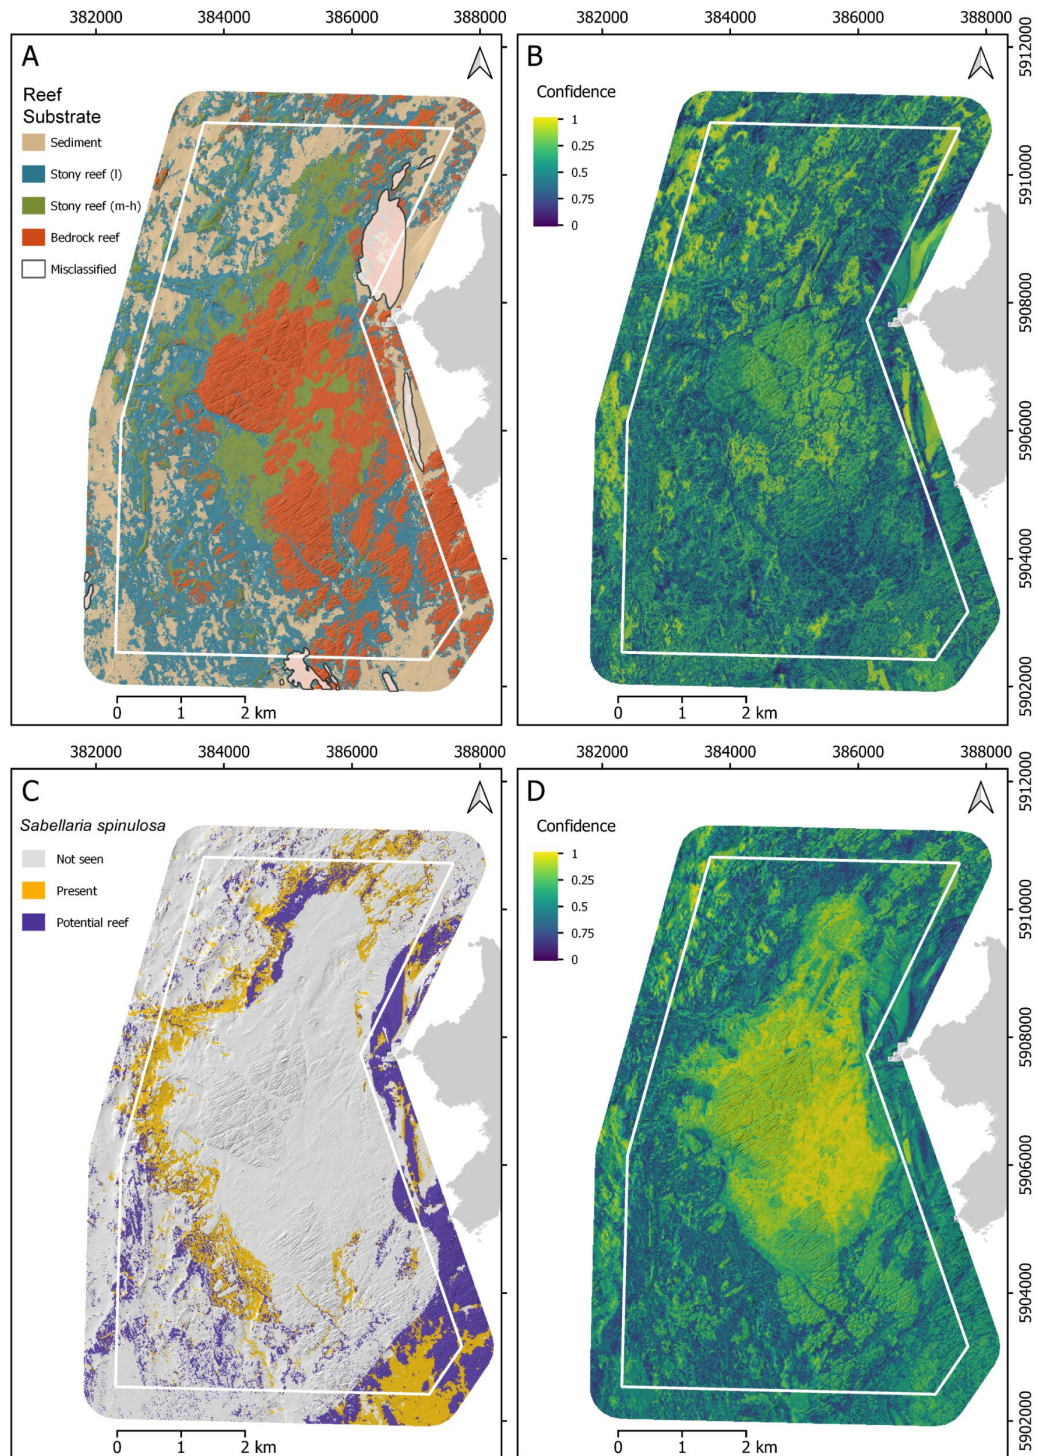 382000 384000 386000 388000
382000 384000 386000 388000
A
Reef
Substrate
Sediment
Stony reef (l)
Stony reef (m-h)
Bedrock reef
Misclassified
0 1 2 km
B
Confidence
1
0.25
0.5
0.75
0
0 1 2 km
5912000
5910000
5908000
5906000
5904000
5902000
382000 384000 386000 388000
382000 384000 386000 388000
C
Sabellaria spinulosa
Not seen
Present
Potential reef
0 1 2 km
D
Confidence
1
0.25
0.5
0.75
0
0 1 2 km
5912000
5910000
5908000
5906000
5904000
5902000